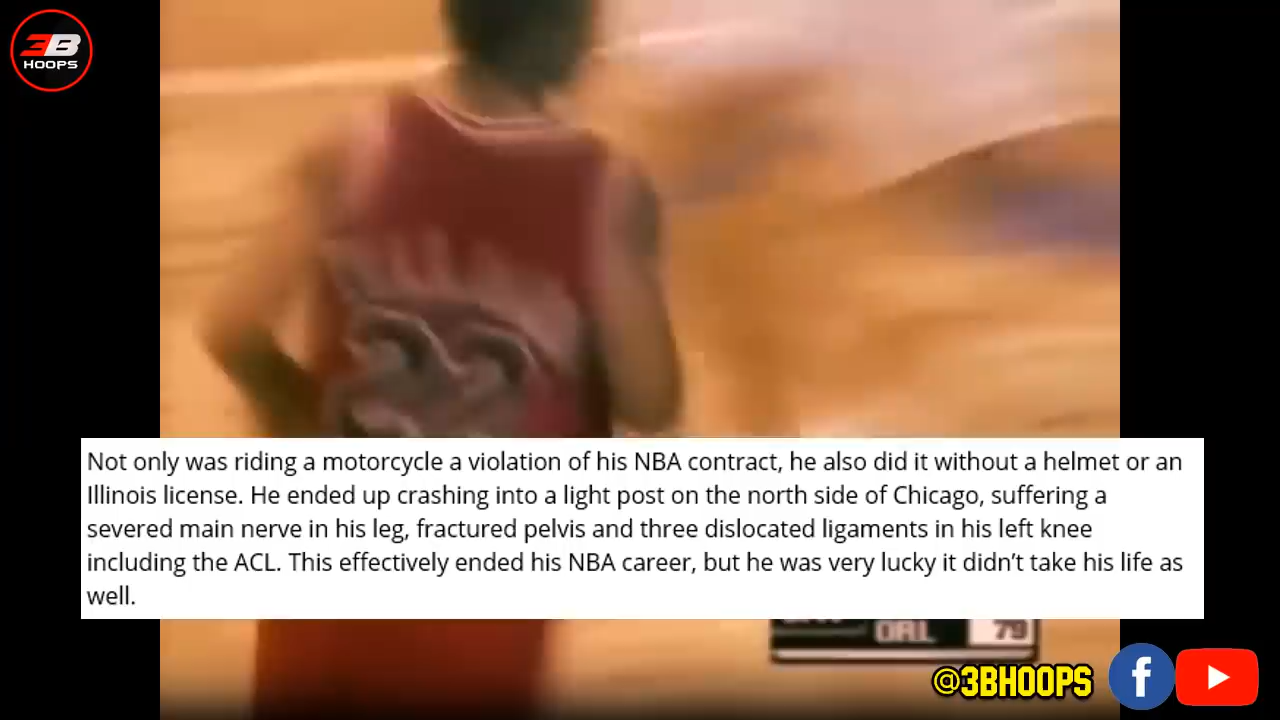 3B
HOOPS
22
Not only was riding a motorcycle a violation of his NBA contract, he also did it without a helmet or an
Illinois license. He ended up crashing into a light post on the north side of Chicago, suffering a
severed main nerve in his leg, fractured pelvis and three dislocated ligaments in his left knee
including the ACL. This effectively ended his NBA career, but he was very lucky it didn’t take his life as
well.
ORL 79
@3BHOOPS
f